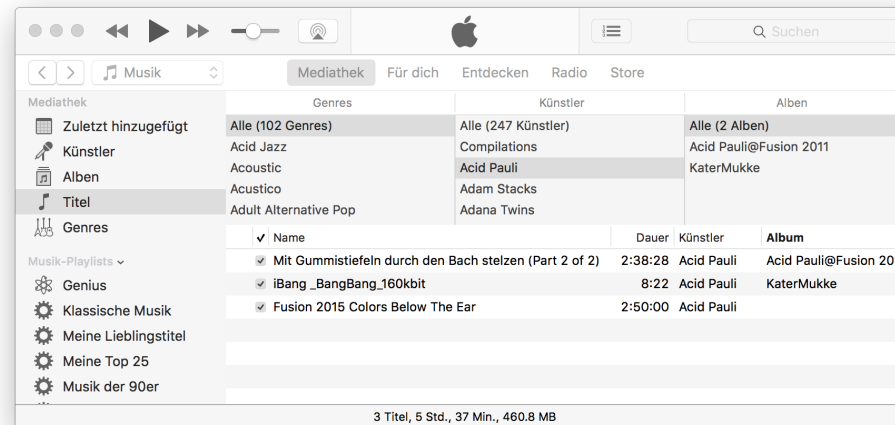 Suchen
Musik
Mediathek Für dich Entdecken Radio Store
Mediathek
Zuletzt hinzugefügt
Künstler
Alben
Titel
Genres
Musik-Playlists
Genius
Klassische Musik
Meine Lieblingstitel
Meine Top 25
Musik der 90er
Genres Künstler Alben
Alle (102 Genres) Alle (247 Künstler) Alle (2 Alben)
Acid Jazz Compilations Acid Pauli@Fusion 2011
Acoustic Acid Pauli KaterMukke
Acustico Adam Stacks
Adult Alternative Pop Adana Twins
✓ Name Dauer Künstler Album
Mit Gummistiefeln durch den Bach stelzen (Part 2 of 2) 2:38:28 Acid Pauli Acid Pauli@Fusion 20
iBang _BangBang_160kbit 8:22 Acid Pauli KaterMukke
Fusion 2015 Colors Below The Ear 2:50:00 Acid Pauli
3 Titel, 5 Std., 37 Min., 460.8 MB